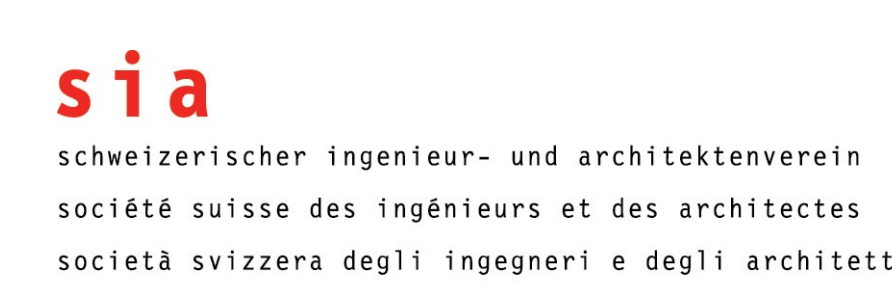 sia
schweizerischer ingenieur- und architektenverein
société suisse des ingénieurs et des architectes
società svizzera degli ingegneri e degli architett